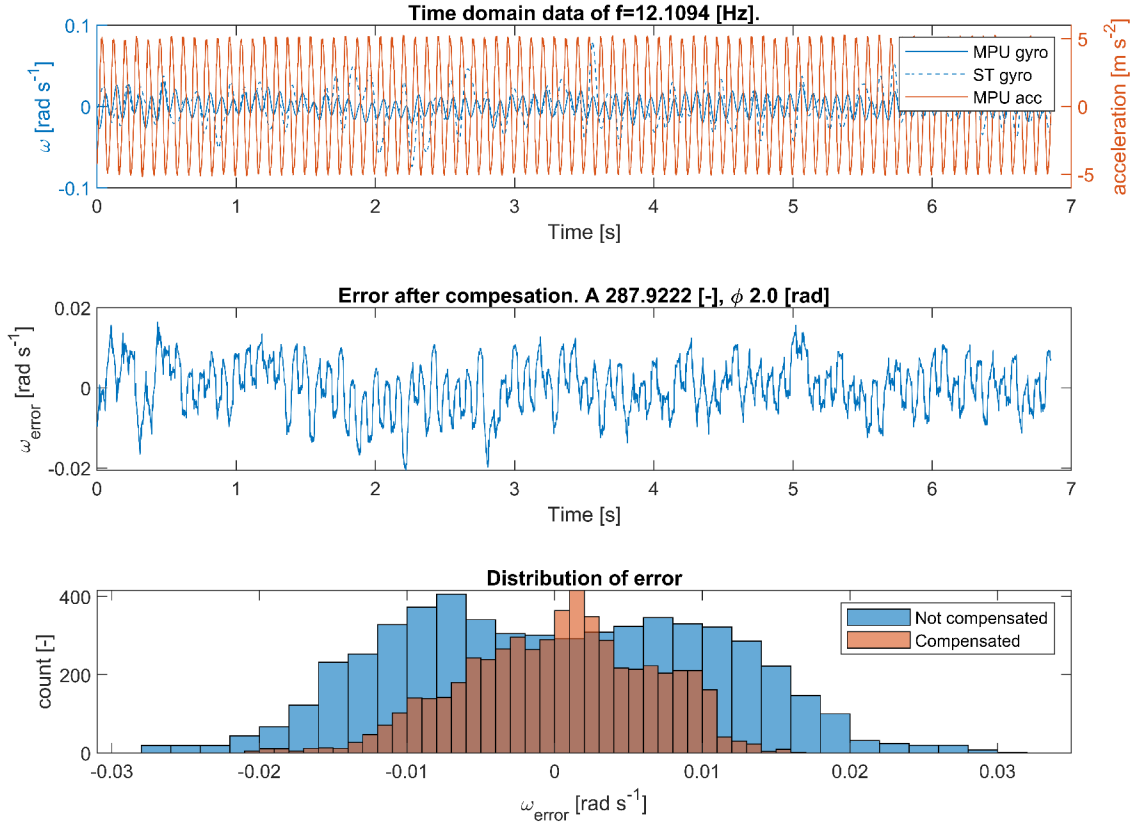 Time domain data of f=12.1094 [Hz].
0.1
0
-0.1
ω [rad s⁻¹]
5
0
-5
acceleration [m s⁻²]
MPU gyro
ST gyro
MPU acc
0 1 2 3 4 5 6 7
Time [s]
Error after compesation. A 287.9222 [-], ϕ 2.0 [rad]
0.02
0
-0.02
ω_error [rad s⁻¹]
0 1 2 3 4 5 6 7
Time [s]
Distribution of error
400
200
0
count [-]
Not compensated
Compensated
-0.03 -0.02 -0.01 0 0.01 0.02 0.03
ω_error [rad s⁻¹]